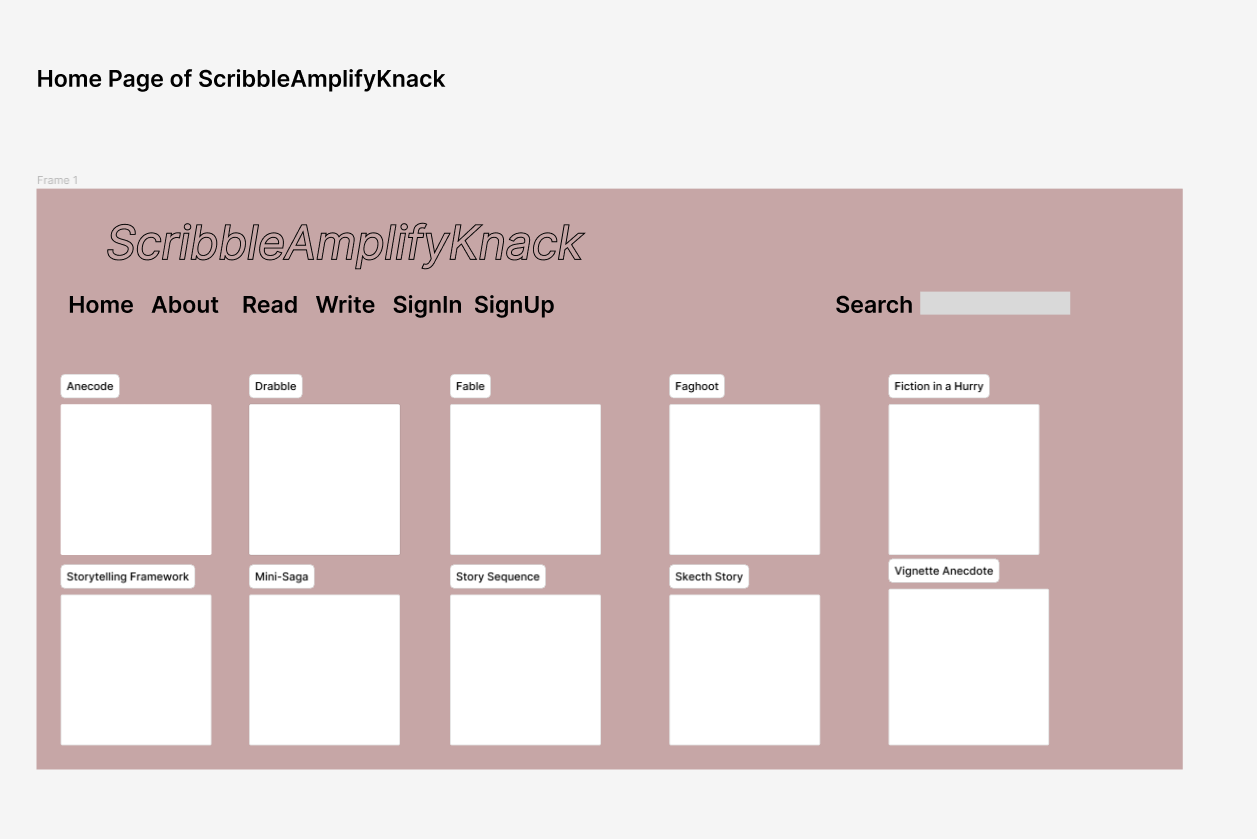 Home Page of ScribbleAmplifyKnack
Frame 1
ScribbleAmplifyKnack
Home About Read Write SignIn SignUp Search
Anecode Drabble Fable Faghoot Fiction in a Hurry
Storytelling Framework Mini-Saga Story Sequence Skecth Story Vignette Anecdote